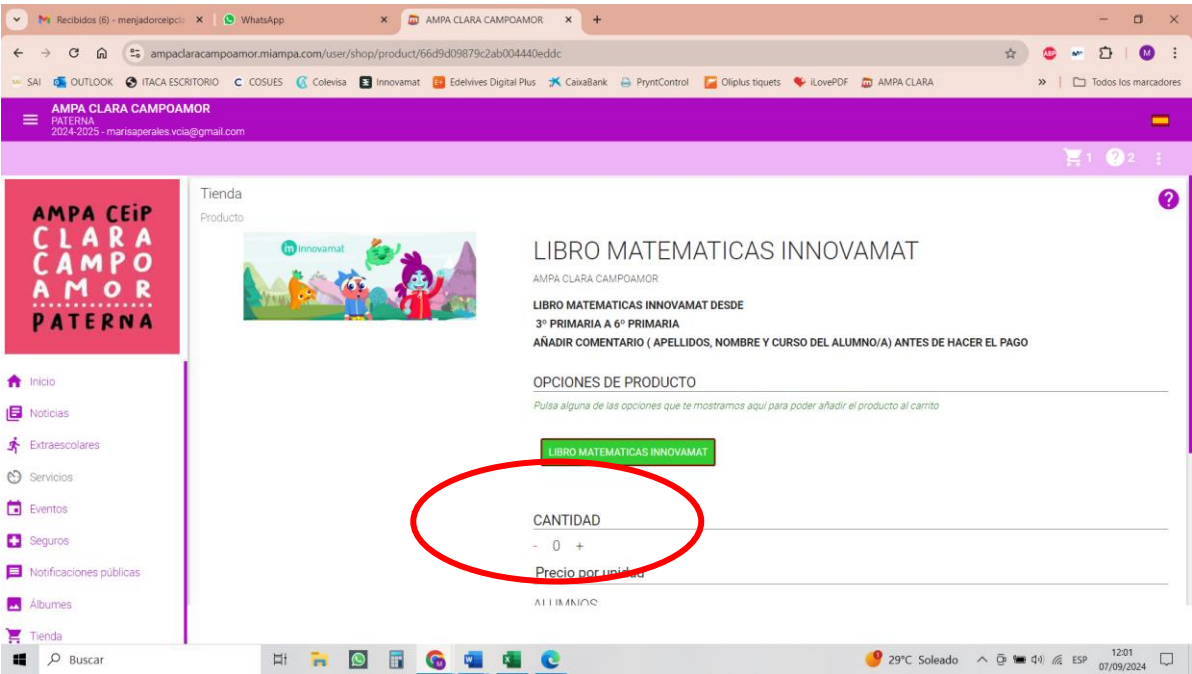 Recibidos (6) - menjadorceipcla
WhatsApp
AMPA CLARA CAMPOAMOR
ampaclaracampoamor.miampa.com/user/shop/product/66d9d09879c2ab004440eddc
ABP
M
SAI
OUTLOOK
ITACA ESCRITORIO
COSUES
Colevisa
Innovamat
Edelvives Digital Plus
CaixaBank
PryntControl
Oliplus tiquets
iLovePDF
AMPA CLARA
»
Todos los marcadores
AMPA CLARA CAMPOAMOR
PATERNA
2024-2025 - marisaperales.vcia@gmail.com
1
2
AMPA CEiP
CLARA
CAMPO
AMOR
PATERNA
Inicio
Noticias
Extraescolares
Servicios
Eventos
Seguros
Notificaciones públicas
Álbumes
Tienda
Tienda
Producto
innovamat
LIBRO MATEMATICAS INNOVAMAT
AMPA CLARA CAMPOAMOR
LIBRO MATEMATICAS INNOVAMAT DESDE
3º PRIMARIA A 6º PRIMARIA
AÑADIR COMENTARIO ( APELLIDOS, NOMBRE Y CURSO DEL ALUMNO/A) ANTES DE HACER EL PAGO
OPCIONES DE PRODUCTO
Pulsa alguna de las opciones que te mostramos aquí para poder añadir el producto al carrito
LIBRO MATEMATICAS INNOVAMAT
CANTIDAD
- 0 +
Precio por unidad
ALUMNOS
Buscar
29°C Soleado
ESP
12:01
07/09/2024